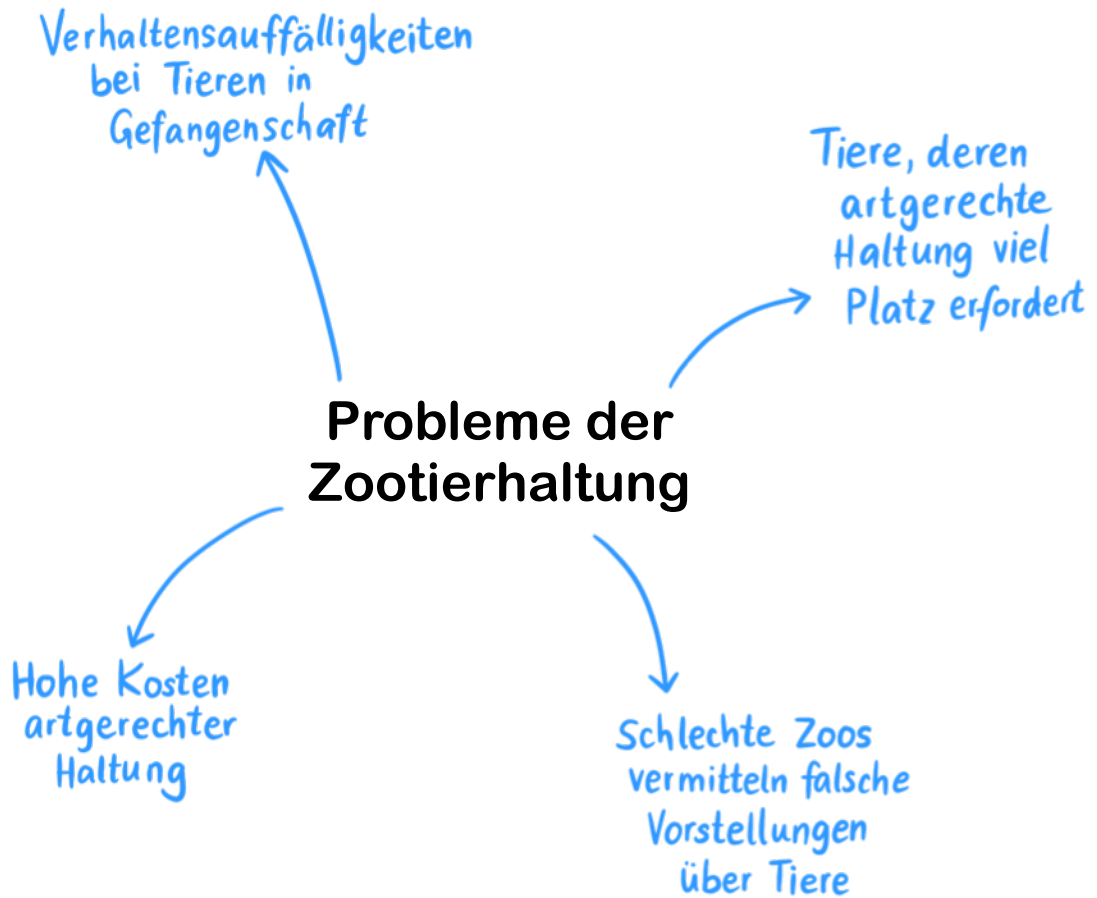 Verhaltensauffälligkeiten
bei Tieren in
Gefangenschaft
Tiere, deren
artgerechte
Haltung viel
Platz erfordert
Probleme der
Zootierhaltung
Hohe Kosten
artgerechter
Haltung
Schlechte Zoos
vermitteln falsche
Vorstellungen
über Tiere